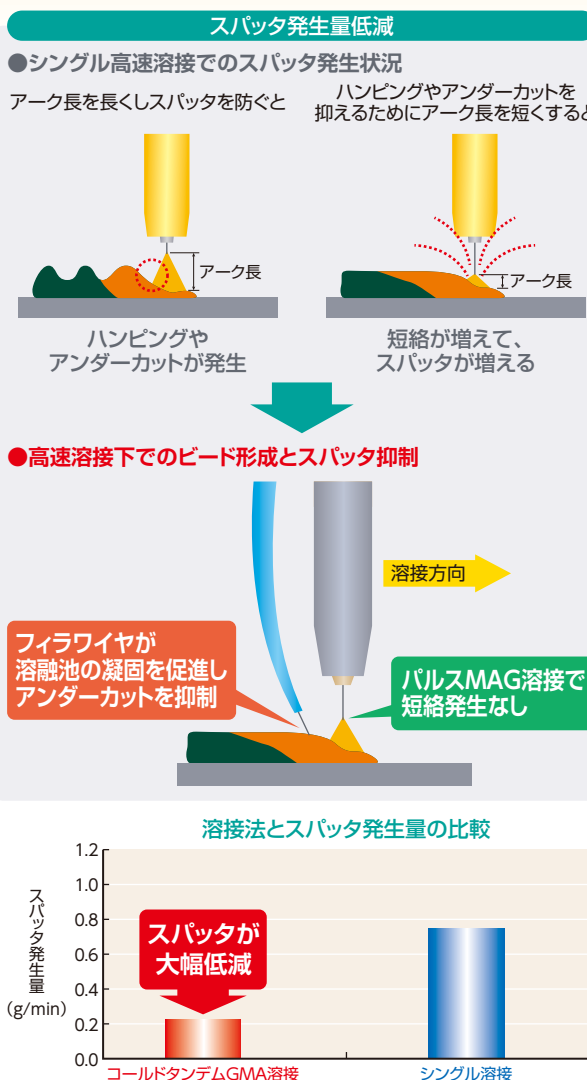 スパッタ発生量低減
●シングル高速溶接でのスパッタ発生状況
アーク長を長くしスパッタを防ぐと
ハンピングやアンダーカットを
抑えるためにアーク長を短くすると
アーク長
アーク長
ハンピングや
アンダーカットが発生
短絡が増えて、
スパッタが増える
●高速溶接下でのビード形成とスパッタ抑制
溶接方向
フィラワイヤが
溶融池の凝固を促進し
アンダーカットを抑制
パルスMAG溶接で
短絡発生なし
溶接法とスパッタ発生量の比較
スパッタ発生量
(g/min)
1.2
1.0
0.8
0.6
0.4
0.2
0.0
スパッタが
大幅低減
コールドタンデムGMA溶接
シングル溶接